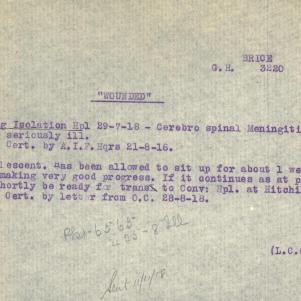 BRICE
G. H. 3220
"WOUNDED"
g Isolation Hpl 29-7-18 - Cerebro spinal Meningiti
seriously ill.
Cert. by A.I.F. Hqrs 21-8-18.
lescent. Has been allowed to sit up for about 1 we
making very good progress. If it continues as at p
hortly be ready for trans to Conv: Hpl. at Hitchi
Cert. by letter from O.C. 28-8-18.
(L.C.